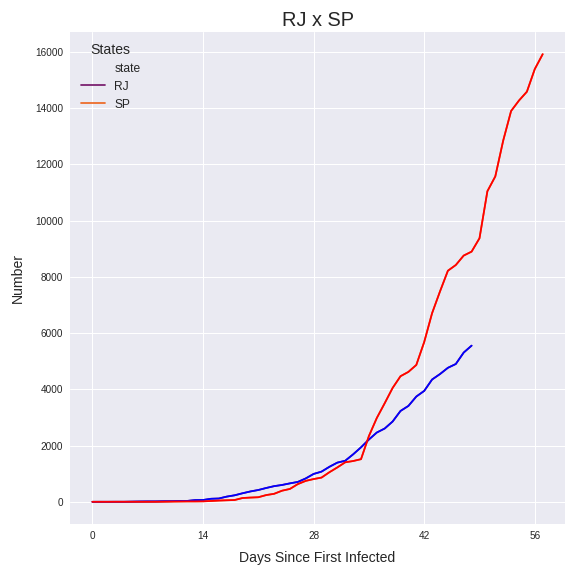 RJ x SP
States
state
RJ
SP
Number
16000
14000
12000
10000
8000
6000
4000
2000
0
0 14 28 42 56
Days Since First Infected